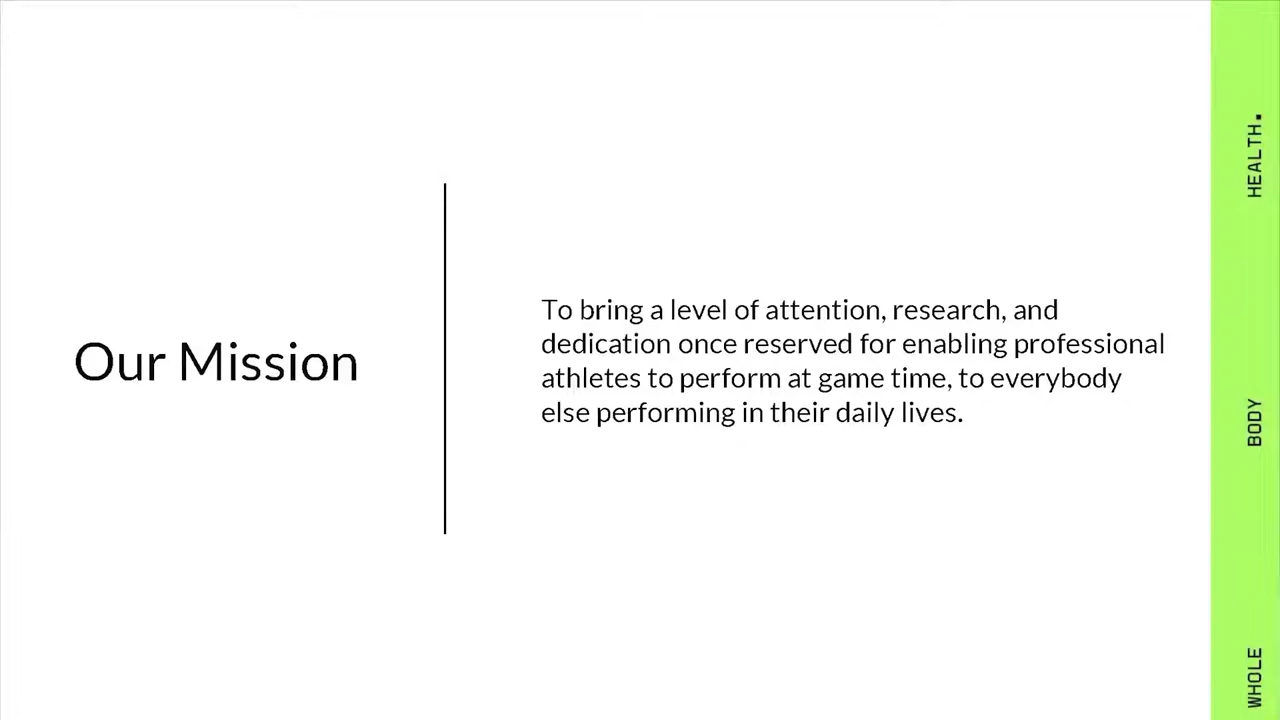 Our Mission
To bring a level of attention, research, and
dedication once reserved for enabling professional
athletes to perform at game time, to everybody
else performing in their daily lives.
WHOLE BODY HEALTH.